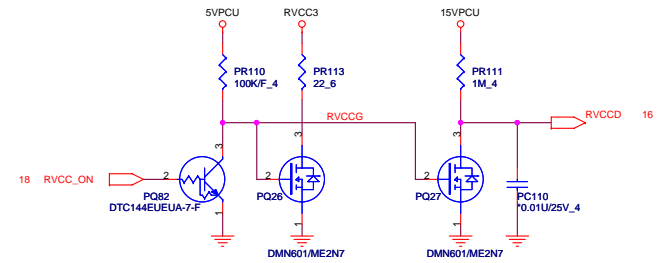 5VPCU
RVCC3
15VPCU
PR110
100K/F_4
PR113
22_6
PR111
1M_4
RVCCG
RVCCD 16
3
3
3
18 RVCC_ON
2
2
2
PQ82
DTC144EUEUA-7-F
PQ26
PQ27
PC110
*0.01U/25V_4
1
1
1
DMN601/ME2N7
DMN601/ME2N7